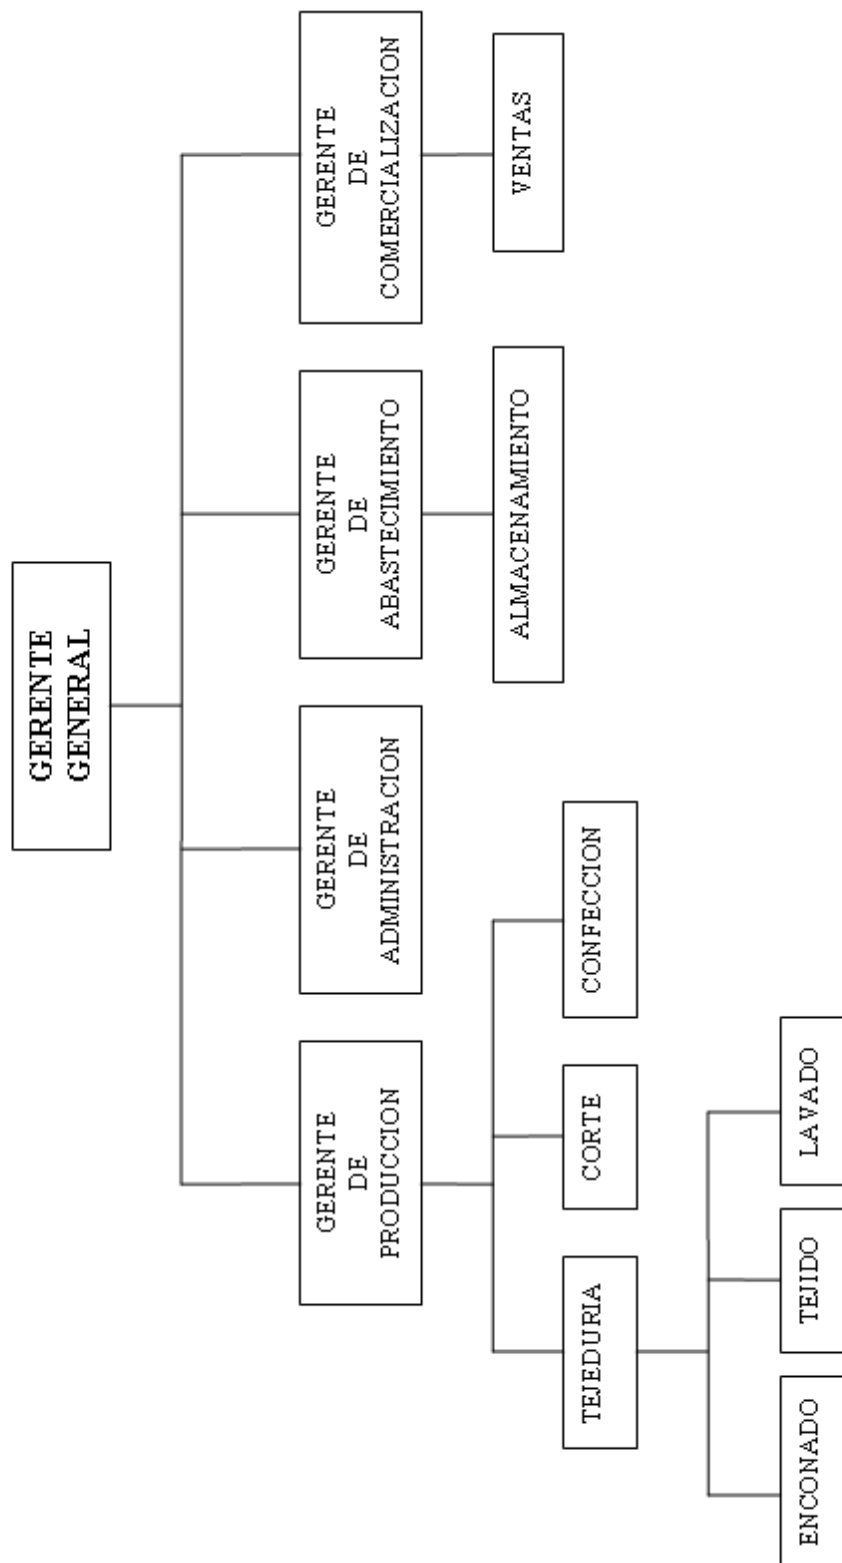 GERENTE
GENERAL
GERENTE
DE
PRODUCCION
GERENTE
DE
ADMINISTRACION
GERENTE
DE
ABASTECIMIENTO
GERENTE
DE
COMERCIALIZACION
ALMACENAMIENTO
VENTAS
TEJEDURIA
CORTE
CONFECCION
ENCONADO
TEJIDO
LAVADO